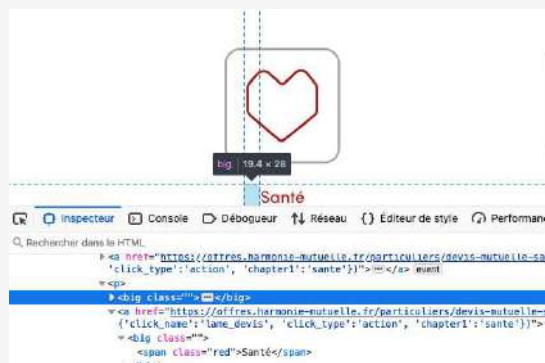 big 19.4 × 28
Santé
Inspecteur Console Débogueur Réseau {} Éditeur de style Performan
Rechercher dans le HTML
<a href="https://offres.harmonie-mutuelle.fr/particuliers/devis-mutuelle-sa
'click_type':'action', 'chapter1':'sante'})"></a> event
<p>
<big class=""></big>
<a href="https://offres.harmonie-mutuelle.fr/particuliers/devis-mutuelle-s
{'click_name':'lame_devis', 'click_type':'action', 'chapter1':'sante'})">
<big class="">
<span class="red">Santé</span>